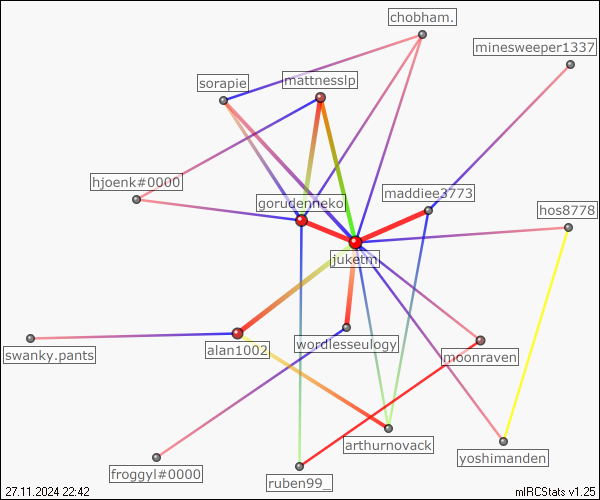 chobham.
minesweeper1337
mattnesslp
sorapie
hjoenk#0000
maddiee3773
gorudenneko
hos8778
juketm
wordlesseulogy
alan1002
swanky.pants
moonraven
arthurnovack
yoshimanden
froggyl#0000
ruben99_
27.11.2024 22:42
mIRCStats v1.25